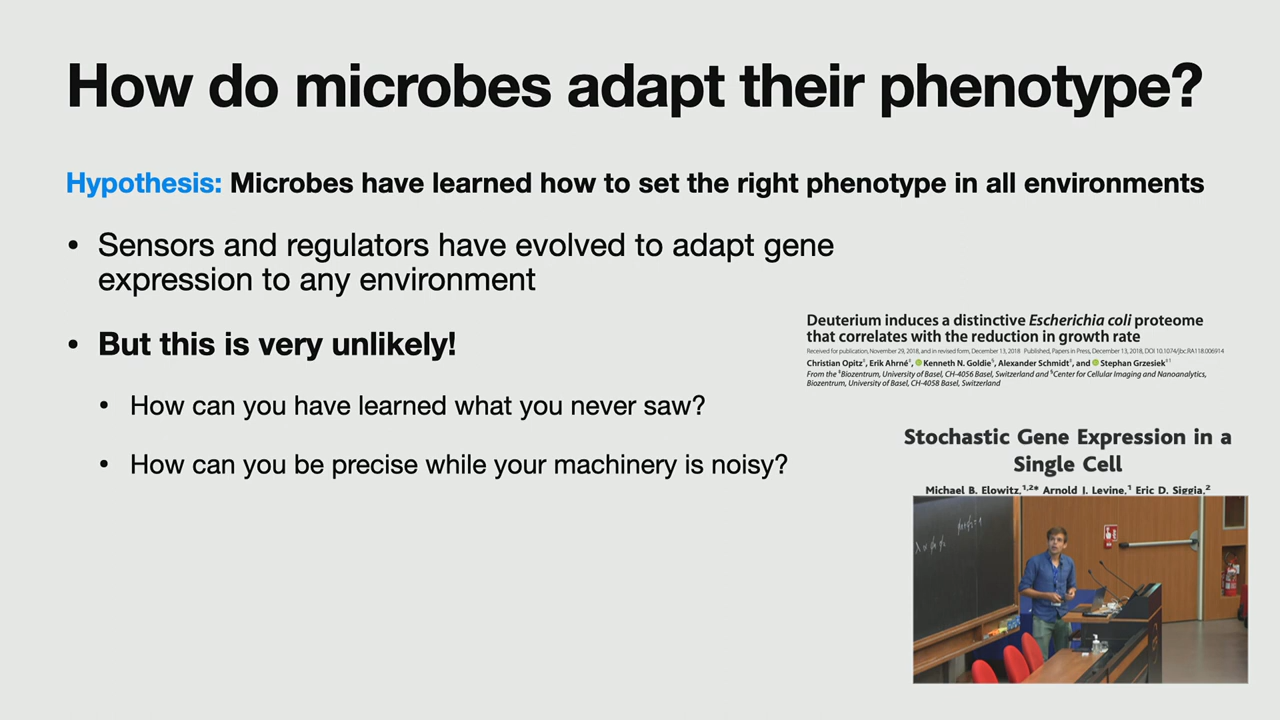 How do microbes adapt their phenotype?
Hypothesis: Microbes have learned how to set the right phenotype in all environments
• Sensors and regulators have evolved to adapt gene
expression to any environment
• But this is very unlikely!
• How can you have learned what you never saw?
• How can you be precise while your machinery is noisy?
Deuterium induces a distinctive Escherichia coli proteome
that correlates with the reduction in growth rate
Received for publication, November 29, 2018, and in revised form, December 13, 2018 Published, Papers in Press, December 13, 2018, DOI 10.1074/jbc.RA118.006914
Christian Opitz‡, Erik Ahrné‡, Kenneth N. Goldie§, Alexander Schmidt‡, and Stephan Grzesiek‡1
From the ‡Biozentrum, University of Basel, CH-4056 Basel, Switzerland and §Center for Cellular Imaging and Nanoanalytics,
Biozentrum, University of Basel, CH-4058 Basel, Switzerland
Stochastic Gene Expression in a
Single Cell
Michael B. Elowitz,1,2* Arnold J. Levine,1 Eric D. Siggia,2